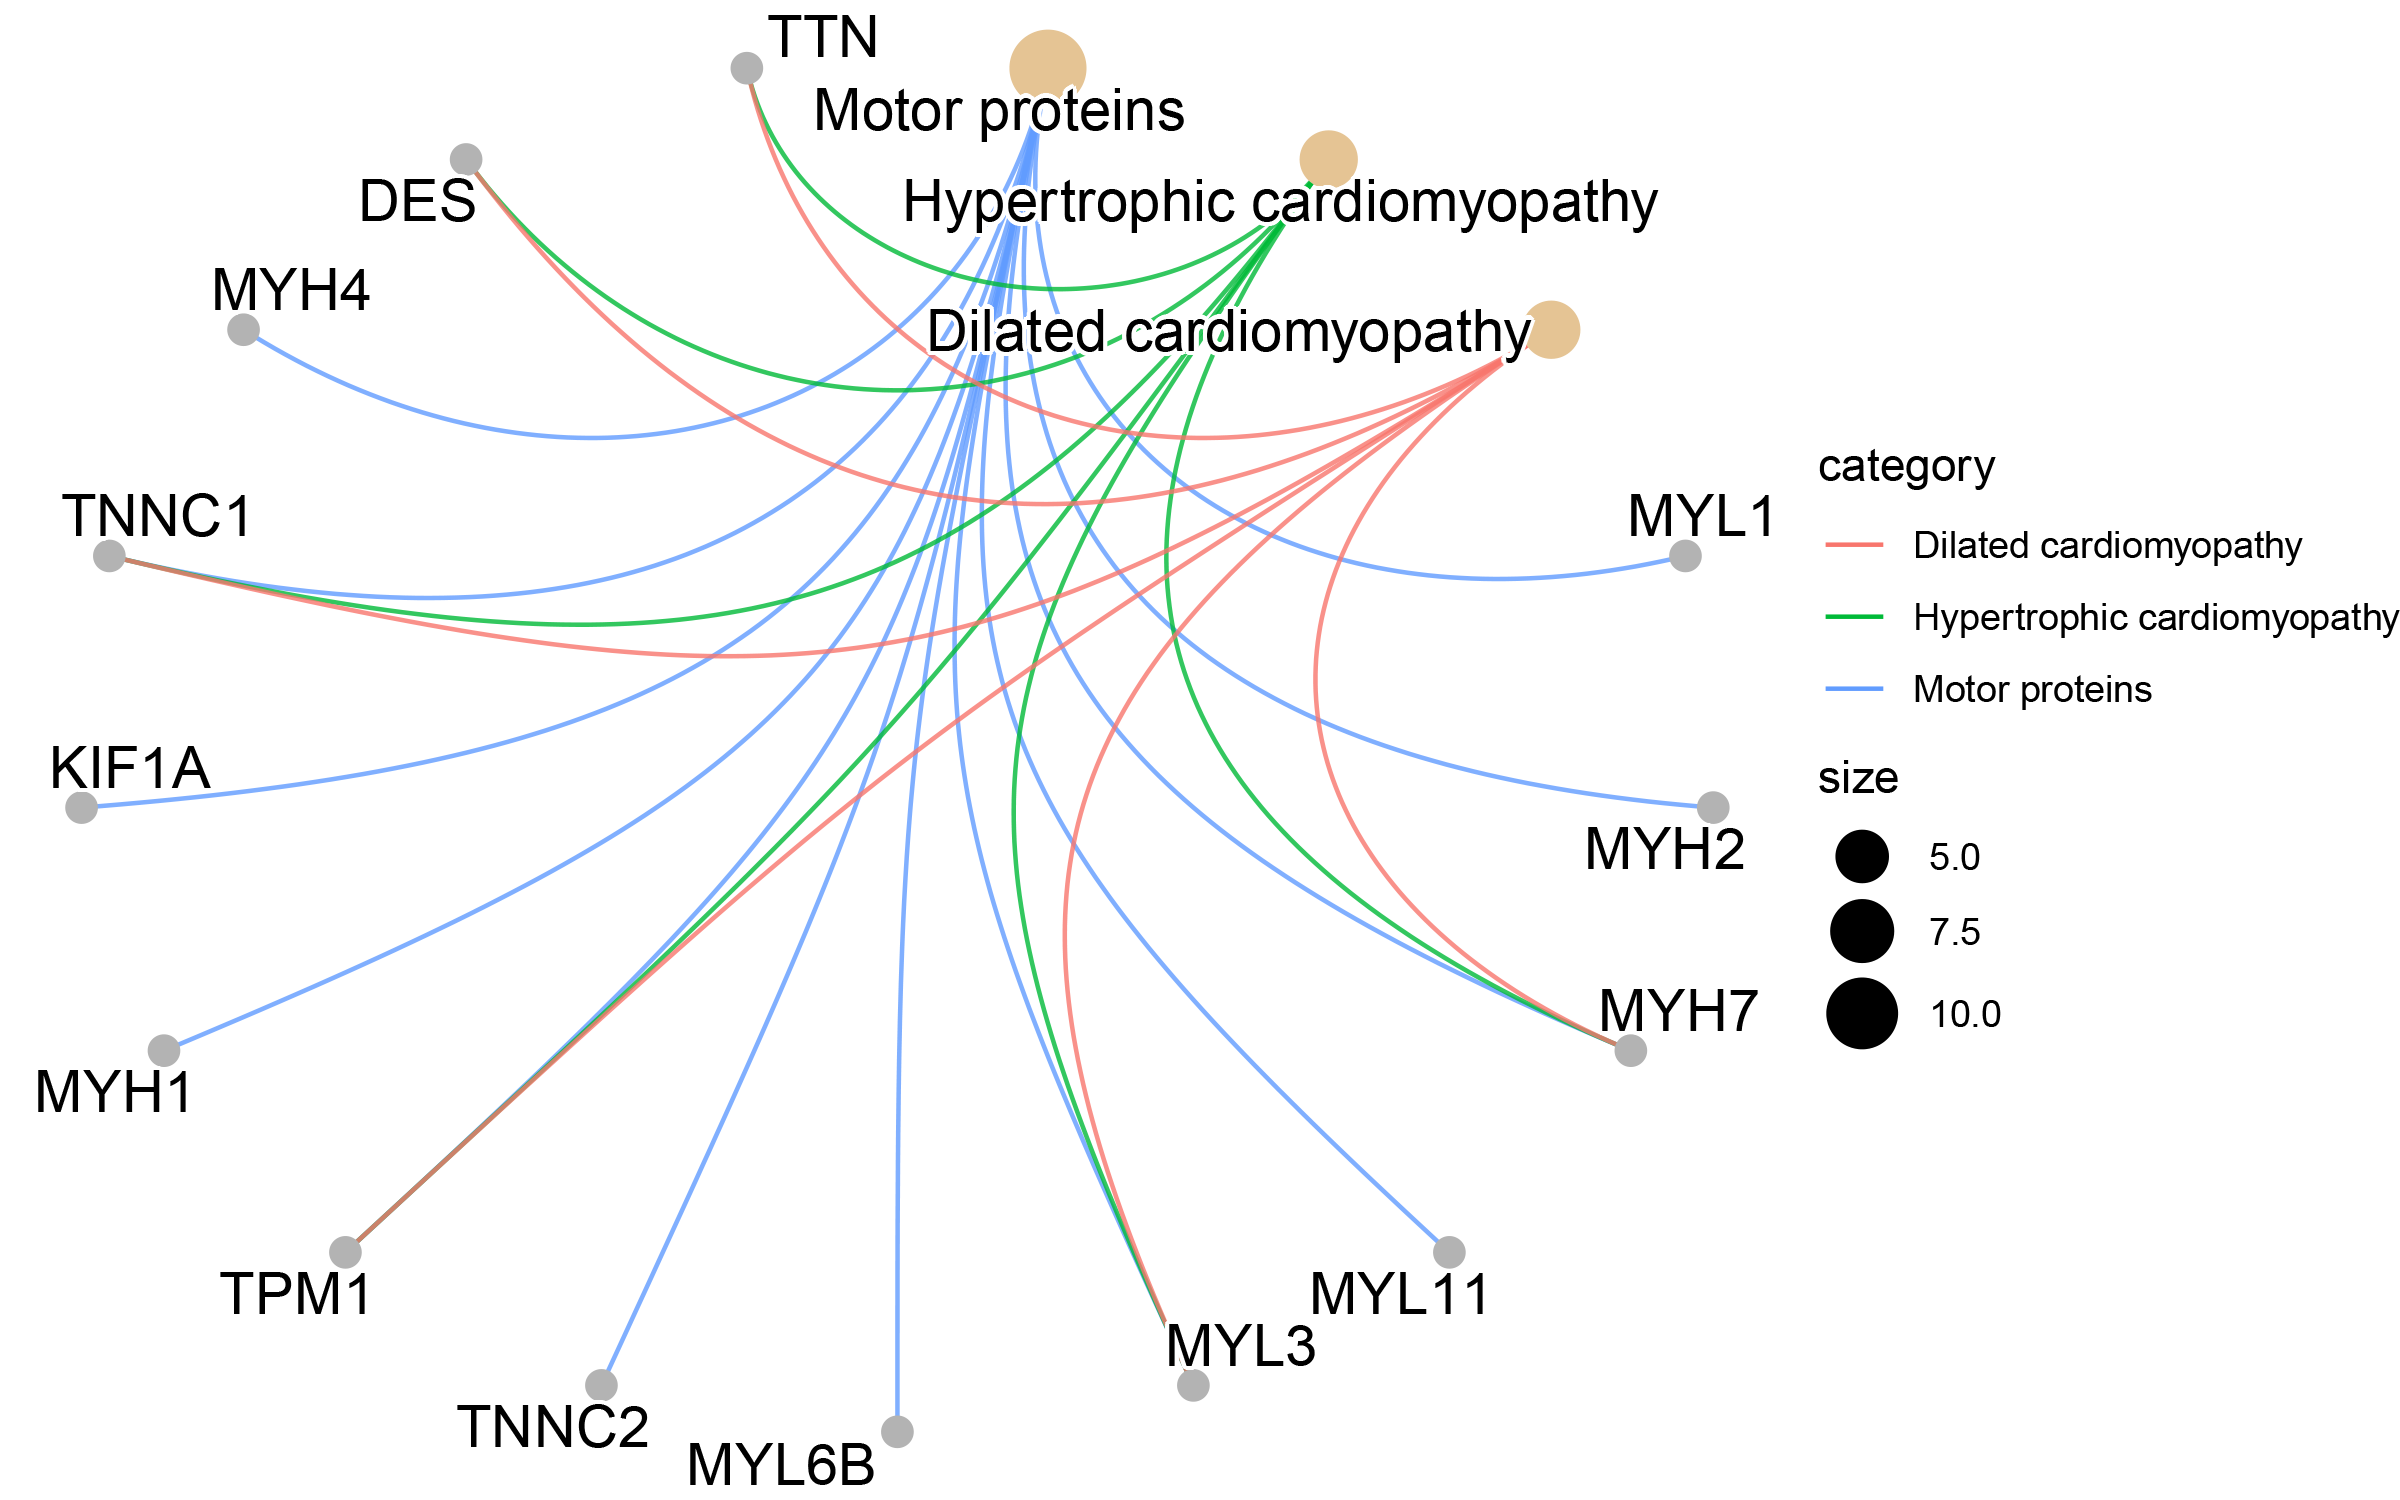 TTN
Motor proteins
DES
Hypertrophic cardiomyopathy
MYH4
Dilated cardiomyopathy
TNNC1
MYL1
KIF1A
MYH2
MYH7
MYH1
TPM1
MYL11
MYL3
TNNC2
MYL6B
category
Dilated cardiomyopathy
Hypertrophic cardiomyopathy
Motor proteins
size
5.0
7.5
10.0